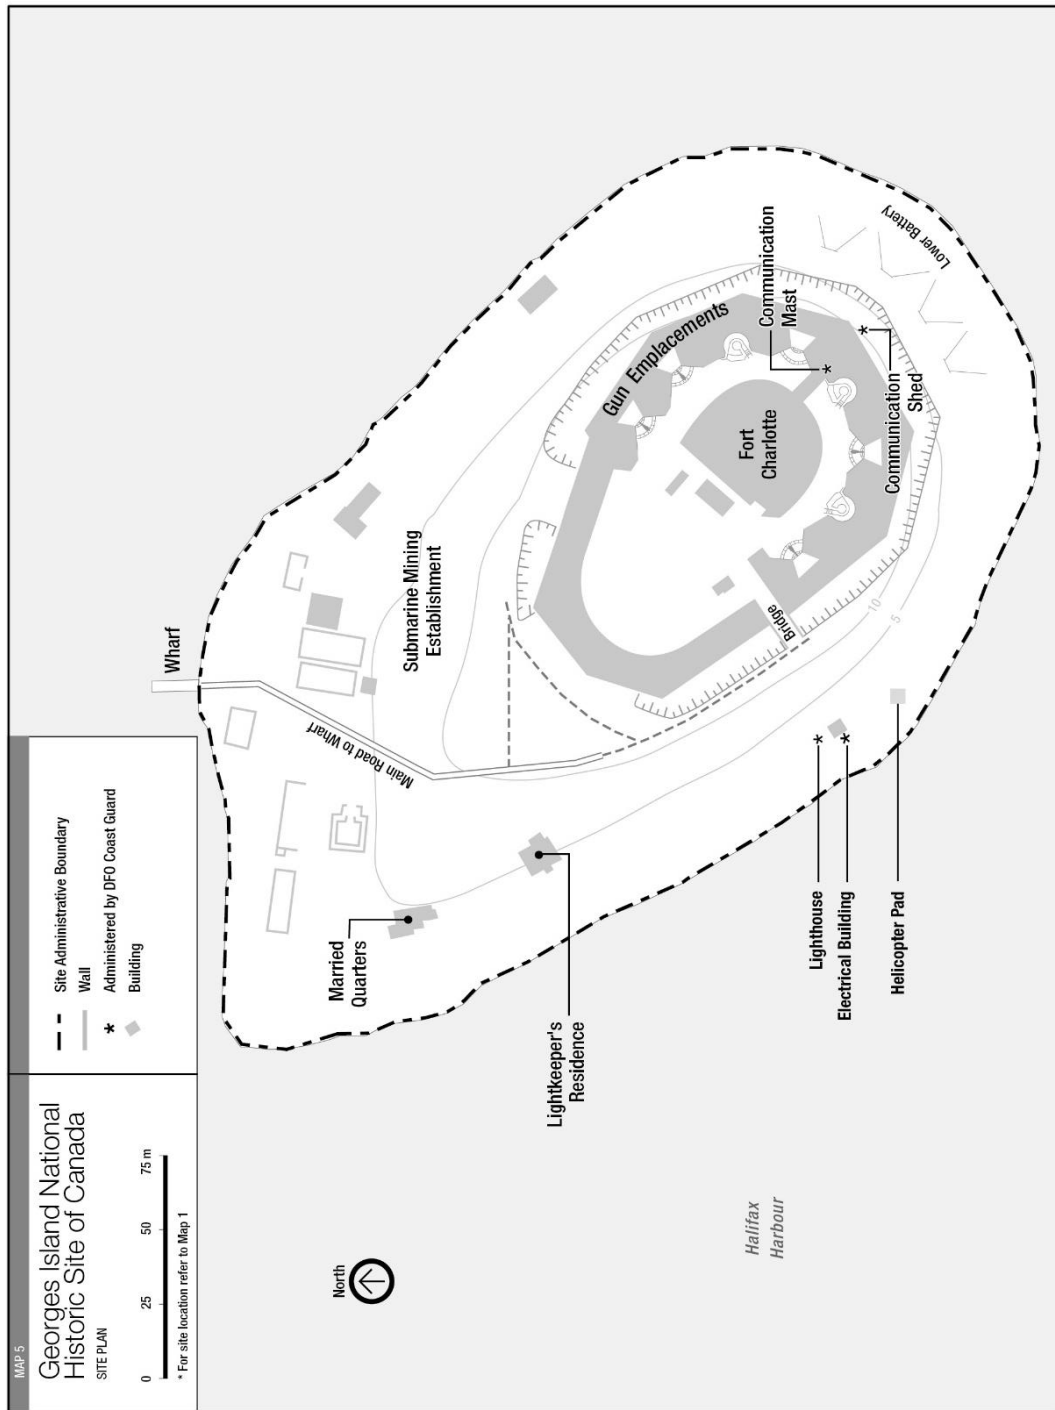 MAP 5
Georges Island National
Historic Site of Canada
SITE PLAN
0 25 50 75 m
* For site location refer to Map 1
Site Administrative Boundary
Wall
* Administered by DFO Coast Guard
Building
North
Wharf
Main Road to Wharf
Submarine Mining
Establishment
Married
Quarters
Lightkeeper's
Residence
Gun Emplacements
Communication
Mast
Fort
Charlotte
Lower Battery
*
*
Communication
Shed
Bridge
10
5
Lighthouse *
Electrical Building *
Helicopter Pad
Halifax
Harbour